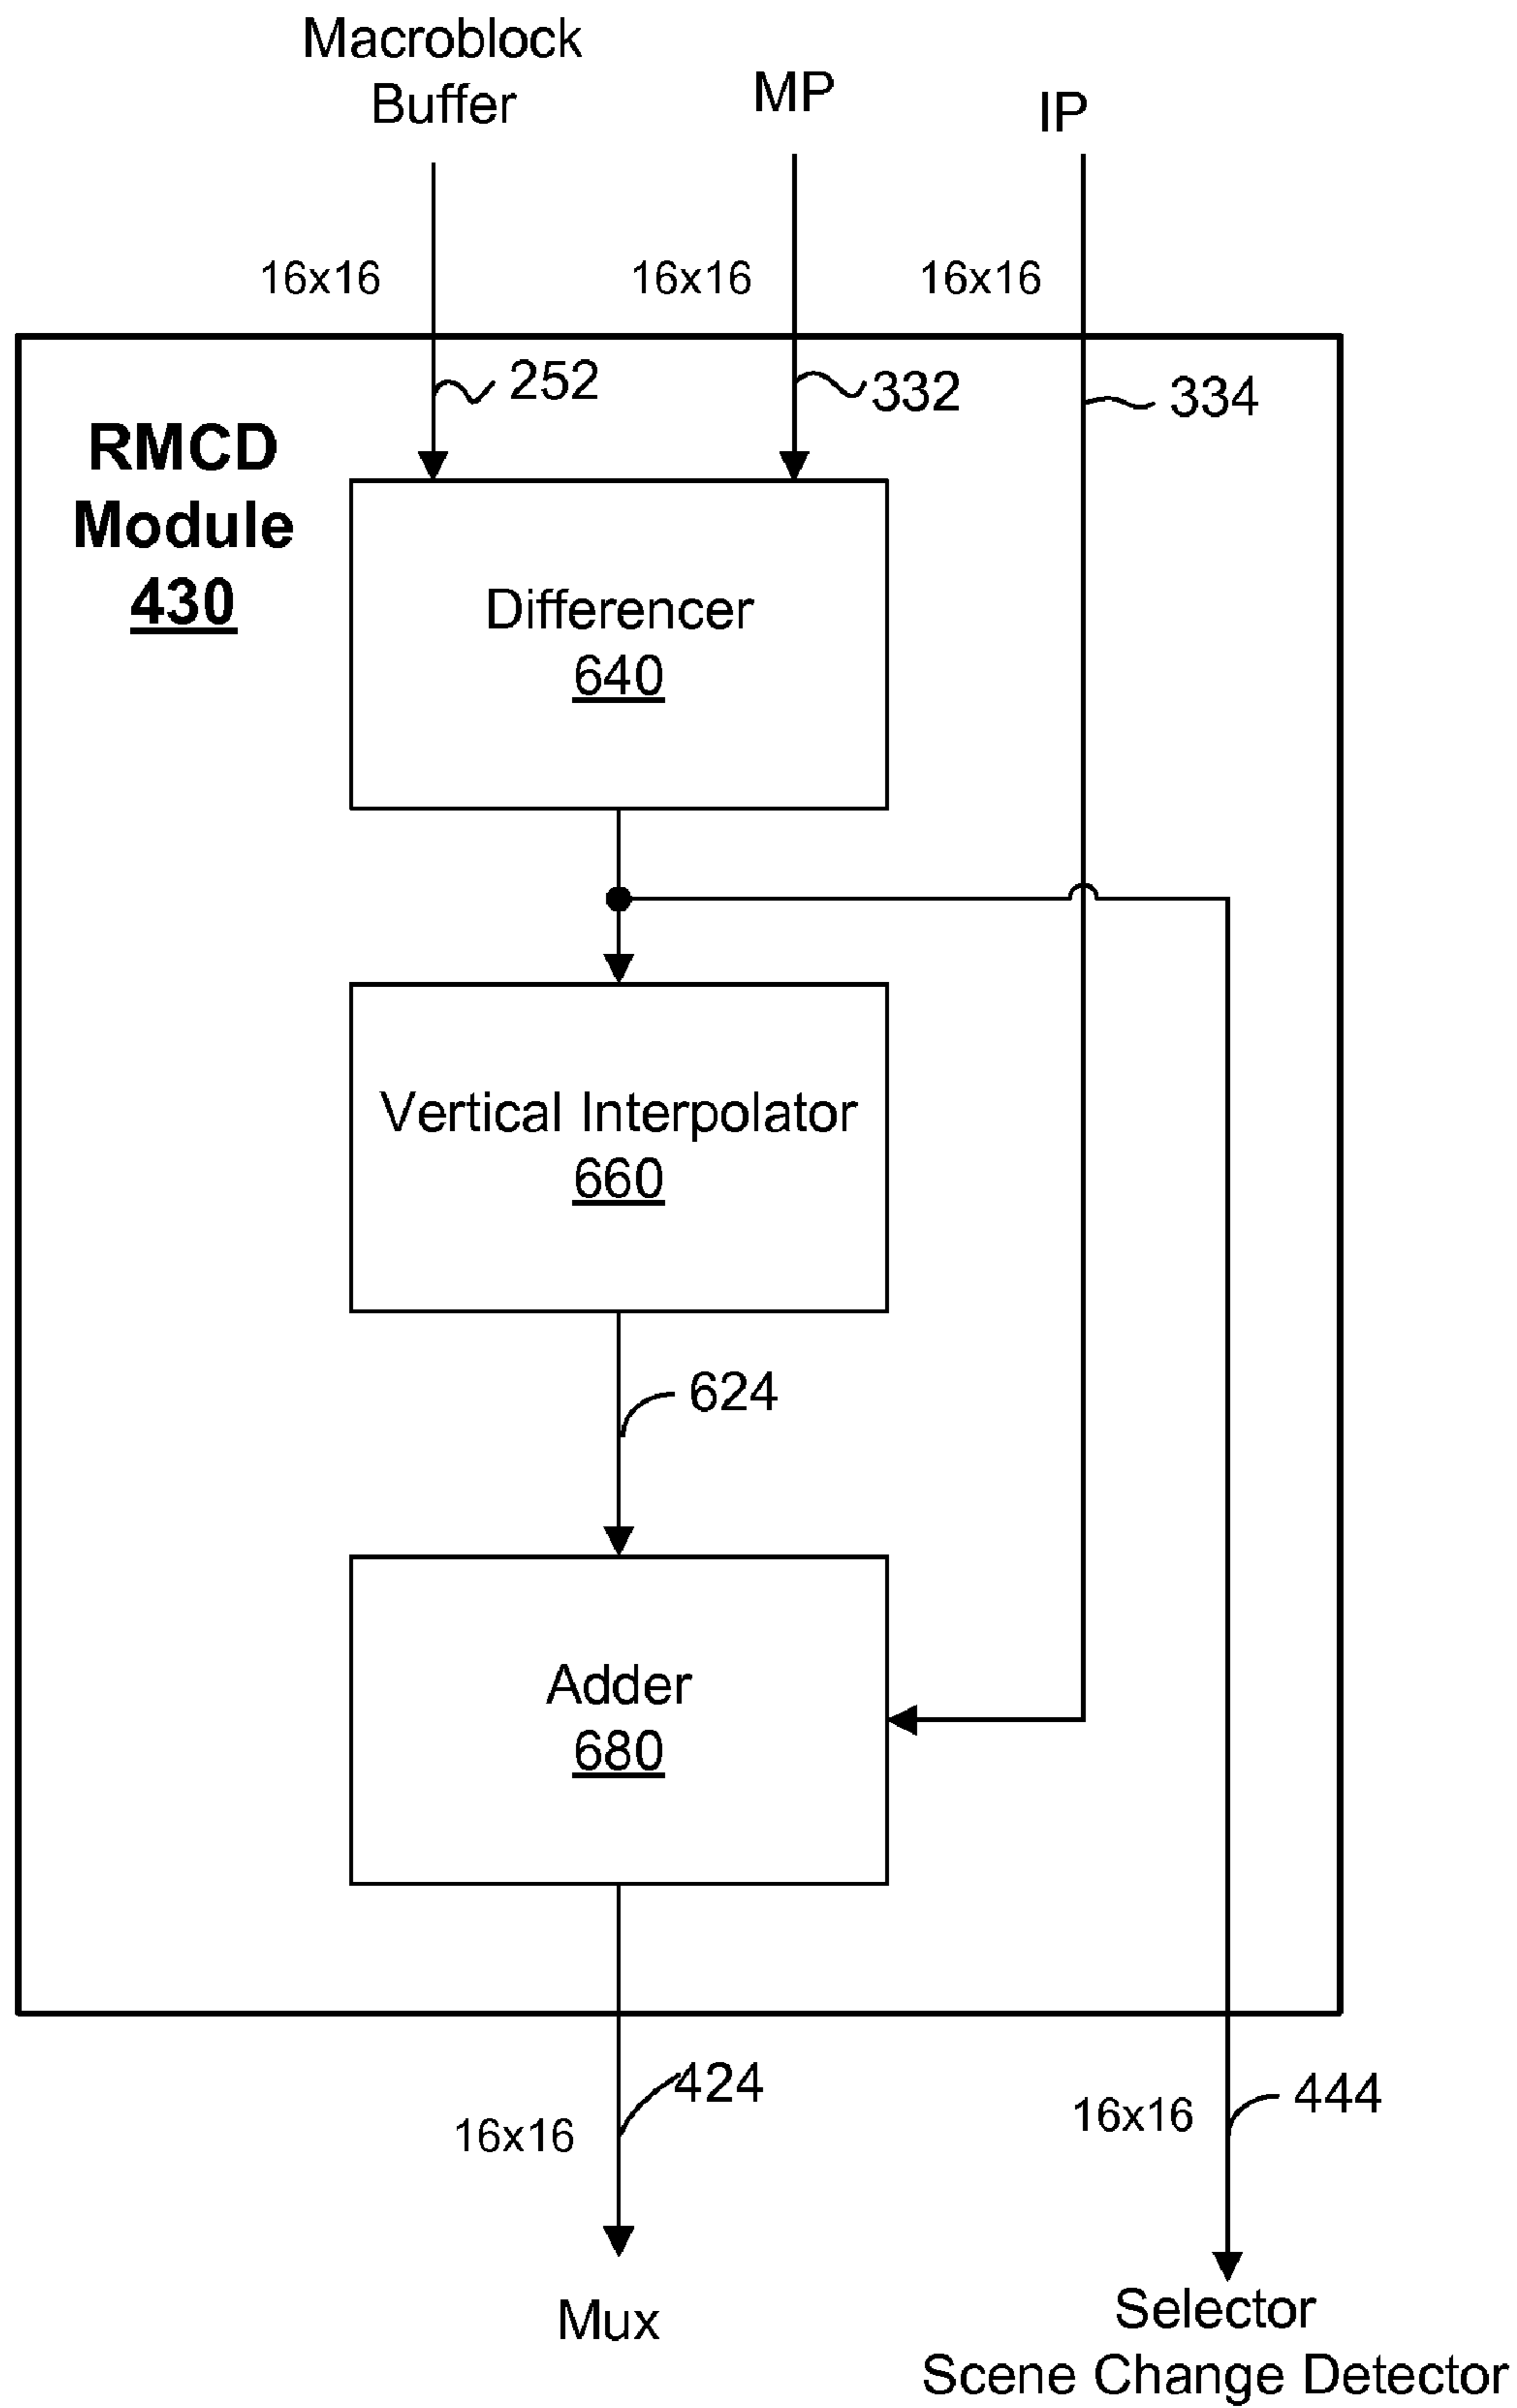 Macroblock
Buffer
MP
IP
16x16
16x16
16x16
252
332
334
RMCD
Module
430
Differencer
640
Vertical Interpolator
660
624
Adder
680
424
444
16x16
16x16
Mux
Selector
Scene Change Detector